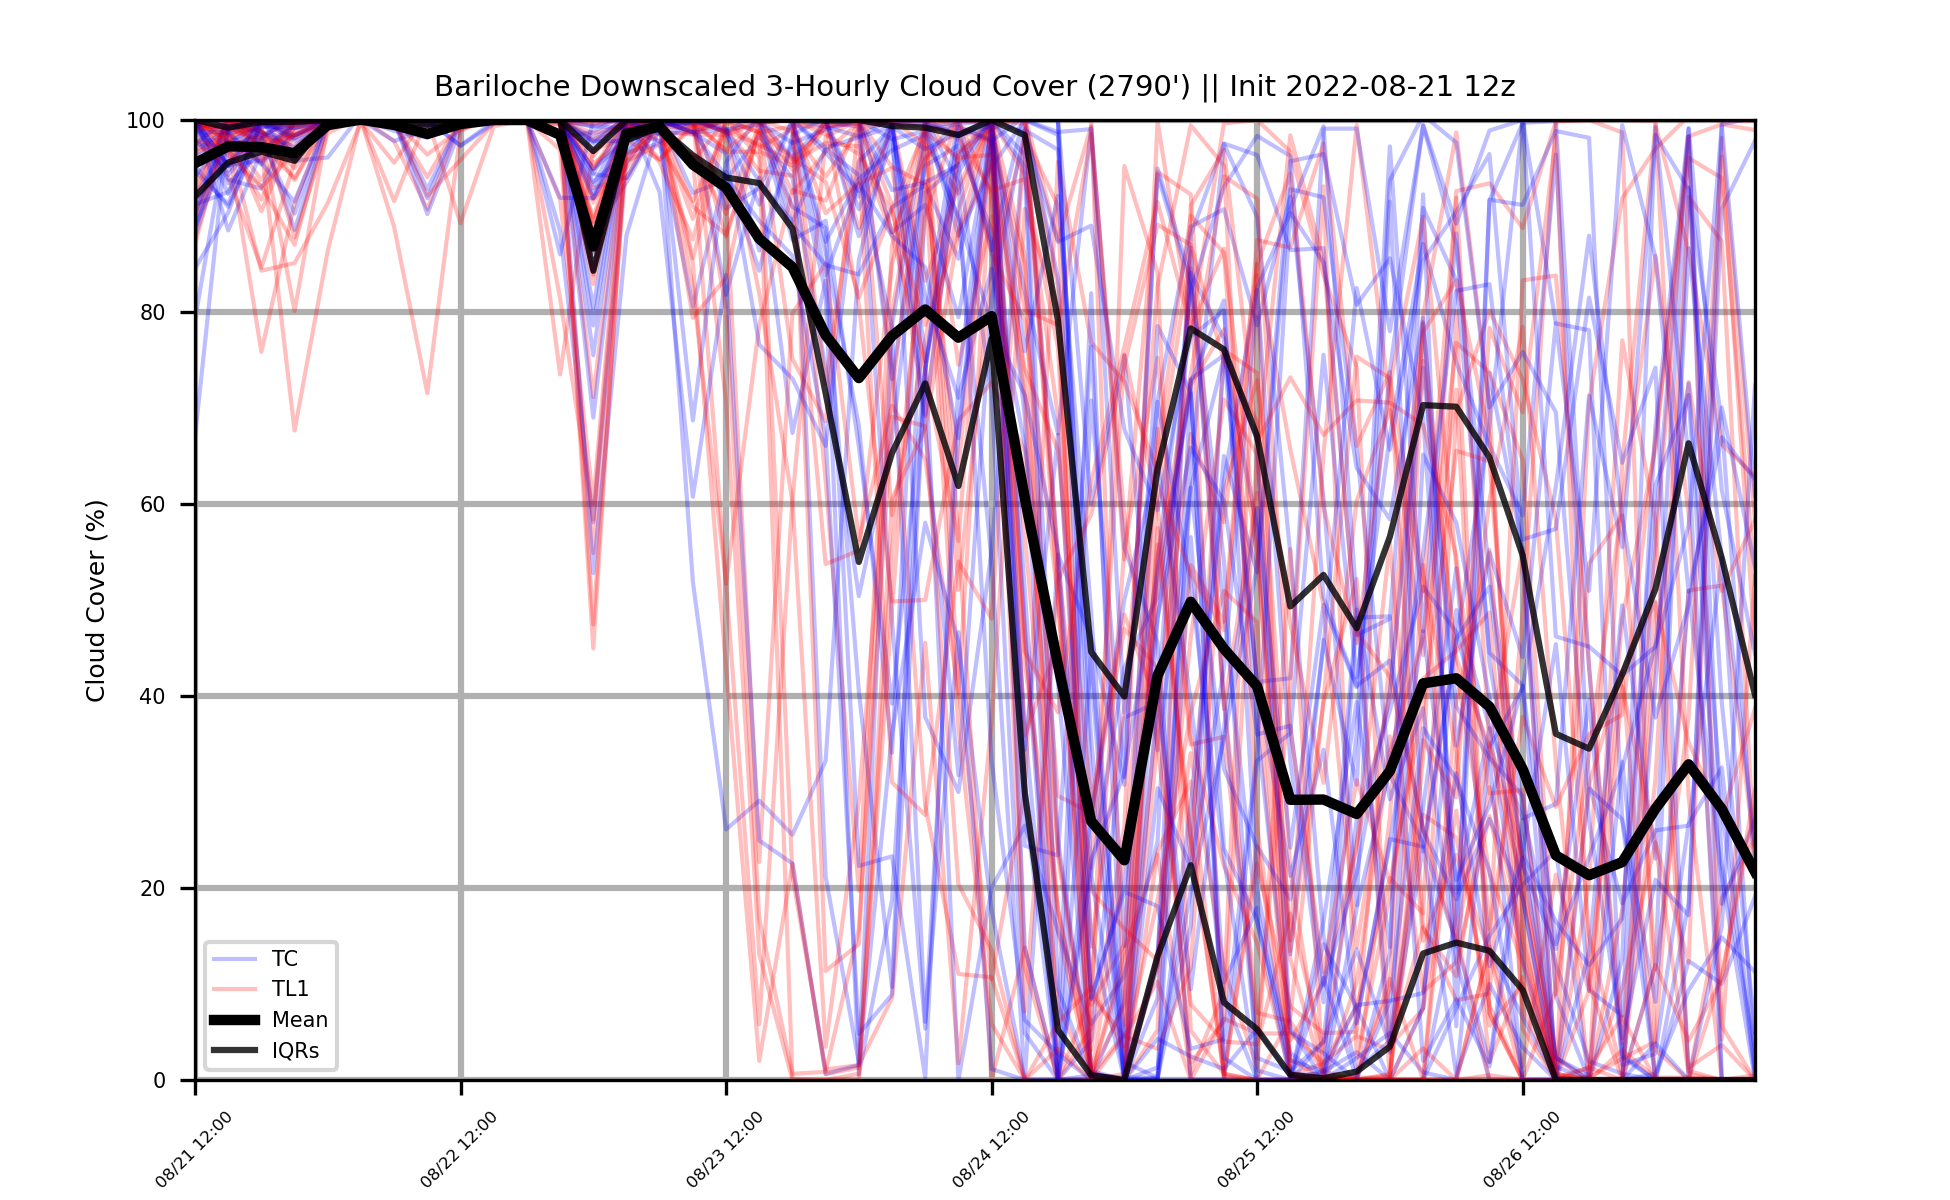 Bariloche Downscaled 3-Hourly Cloud Cover (2790') || Init 2022-08-21 12z
Cloud Cover (%)
100
80
60
40
20
0
TC
TL1
Mean
IQRs
08/21 12:00
08/22 12:00
08/23 12:00
08/24 12:00
08/25 12:00
08/26 12:00